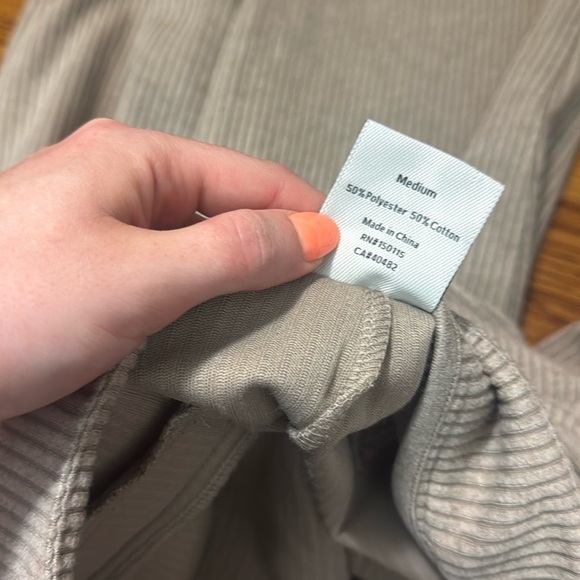 Medium
50%Polyester 50%Cotton
Made in China
RN#150115
CA#40482